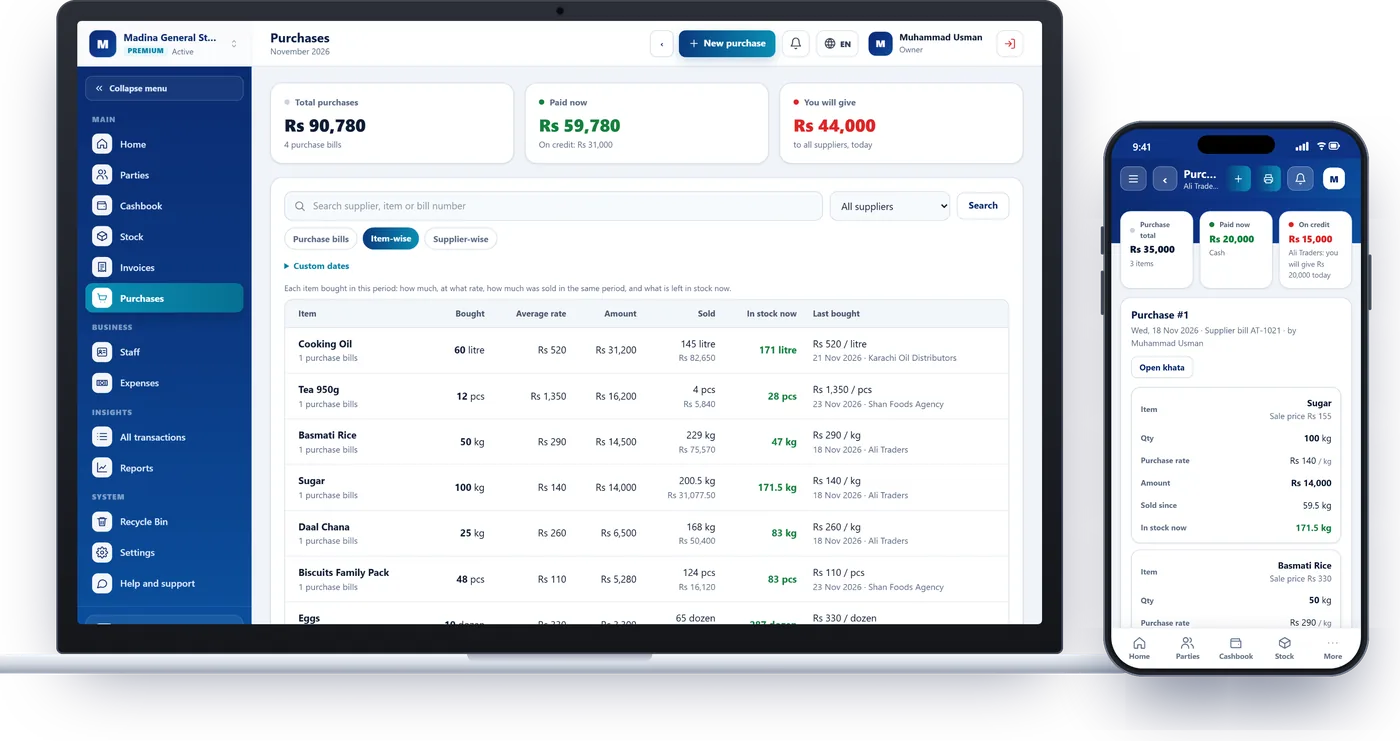 M
Madina General St...
PREMIUM Active
Collapse menu
MAIN
Home
Parties
Cashbook
Stock
Invoices
Purchases
BUSINESS
Staff
Expenses
INSIGHTS
All transactions
Reports
SYSTEM
Recycle Bin
Settings
Help and support
Purchases
November 2026
‹
+ New purchase
EN
M
Muhammad Usman
Owner
Total purchases
Rs 90,780
4 purchase bills
Paid now
Rs 59,780
On credit: Rs 31,000
You will give
Rs 44,000
to all suppliers, today
Search supplier, item or bill number
All suppliers
Search
Purchase bills Item-wise Supplier-wise
Custom dates
Each item bought in this period: how much, at what rate, how much was sold in the same period, and what is left in stock now.
Item Bought Average rate Amount Sold In stock now Last bought
Cooking Oil 60 litre Rs 520 Rs 31,200 145 litre 171 litre Rs 520 / litre
1 purchase bills Rs 82,650 21 Nov 2026 · Karachi Oil Distributors
Tea 950g 12 pcs Rs 1,350 Rs 16,200 4 pcs 28 pcs Rs 1,350 / pcs
1 purchase bills Rs 5,840 23 Nov 2026 · Shan Foods Agency
Basmati Rice 50 kg Rs 290 Rs 14,500 229 kg 47 kg Rs 290 / kg
1 purchase bills Rs 75,570 18 Nov 2026 · Ali Traders
Sugar 100 kg Rs 140 Rs 14,000 200.5 kg 171.5 kg Rs 140 / kg
1 purchase bills Rs 31,077.50 18 Nov 2026 · Ali Traders
Daal Chana 25 kg Rs 260 Rs 6,500 168 kg 83 kg Rs 260 / kg
1 purchase bills Rs 50,400 18 Nov 2026 · Ali Traders
Biscuits Family Pack 48 pcs Rs 110 Rs 5,280 124 pcs 83 pcs Rs 110 / pcs
1 purchase bills Rs 16,120 23 Nov 2026 · Shan Foods Agency
Eggs 65 dozen Rs 330 / dozen
9:41
‹
Purc...
Ali Trade...
+
M
Purchase total
Rs 35,000
3 items
Paid now
Rs 20,000
Cash
On credit
Rs 15,000
Ali Traders: you
will give Rs
20,000 today
Purchase #1
Wed, 18 Nov 2026 · Supplier bill AT-1021 · by
Muhammad Usman
Open khata
Item Sugar
Sale price Rs 155
Qty 100 kg
Purchase rate Rs 140 / kg
Amount Rs 14,000
Sold since 59.5 kg
In stock now 171.5 kg
Item Basmati Rice
Sale price Rs 330
Qty 50 kg
Purchase rate Rs 290 / kg
Home Parties Cashbook Stock More